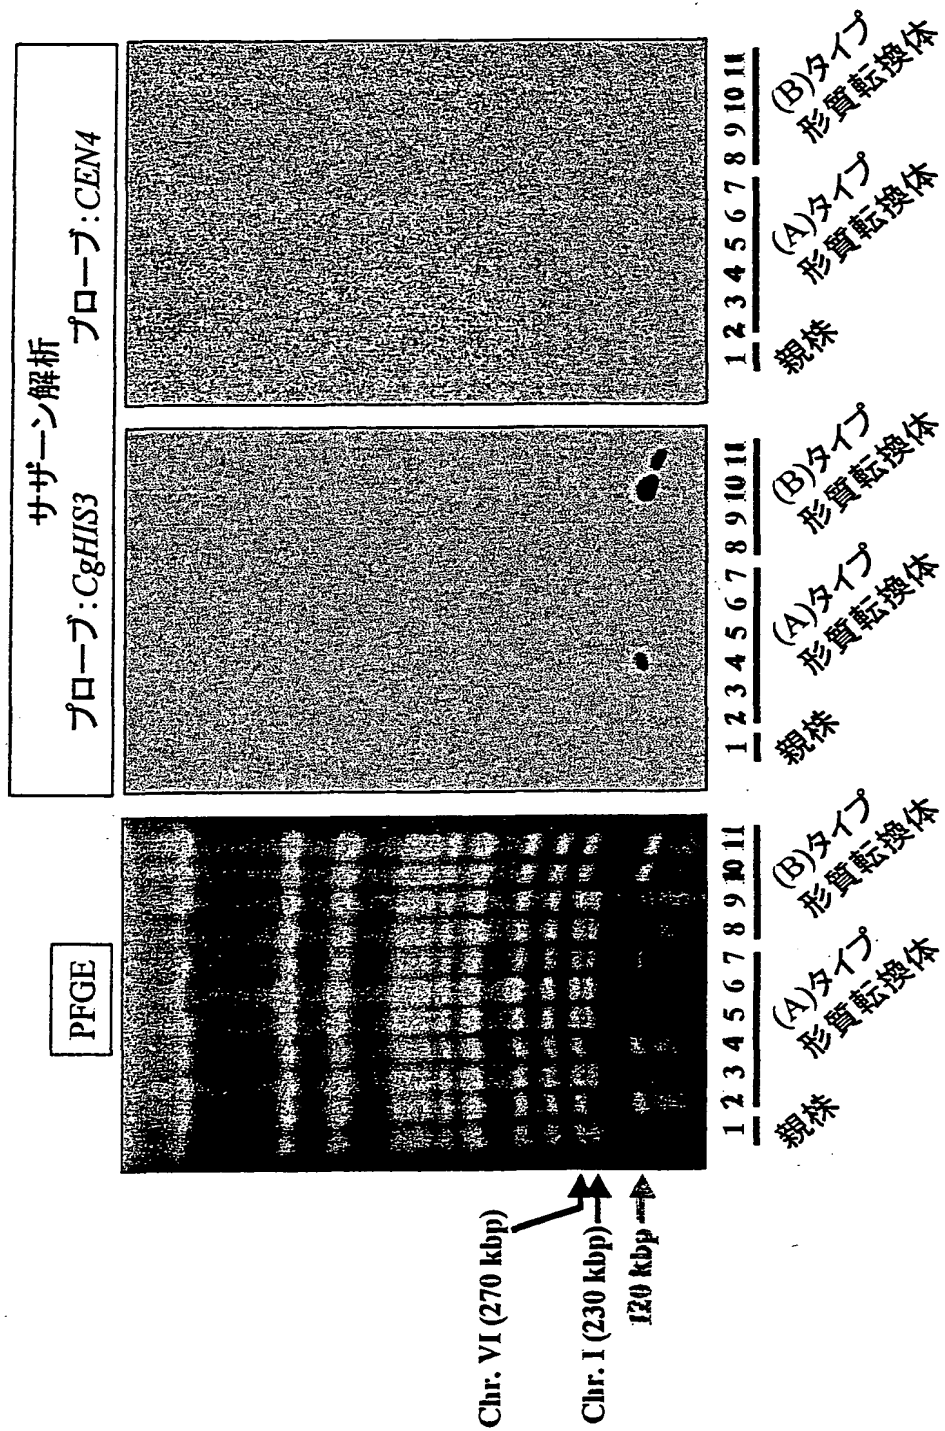 PFGE
サザーン解析
プローブ:CgHIS3
プローブ:CEN4
Chr. VI (270 kbp)
Chr. I (230 kbp)
120 kbp
1 2 3 4 5 6 7 8 9 10 11
親株
(A)タイプ
形質転換体
(B)タイプ
形質転換体
1 2 3 4 5 6 7 8 9 10 11
親株
(A)タイプ
形質転換体
(B)タイプ
形質転換体
1 2 3 4 5 6 7 8 9 10 11
親株
(A)タイプ
形質転換体
(B)タイプ
形質転換体